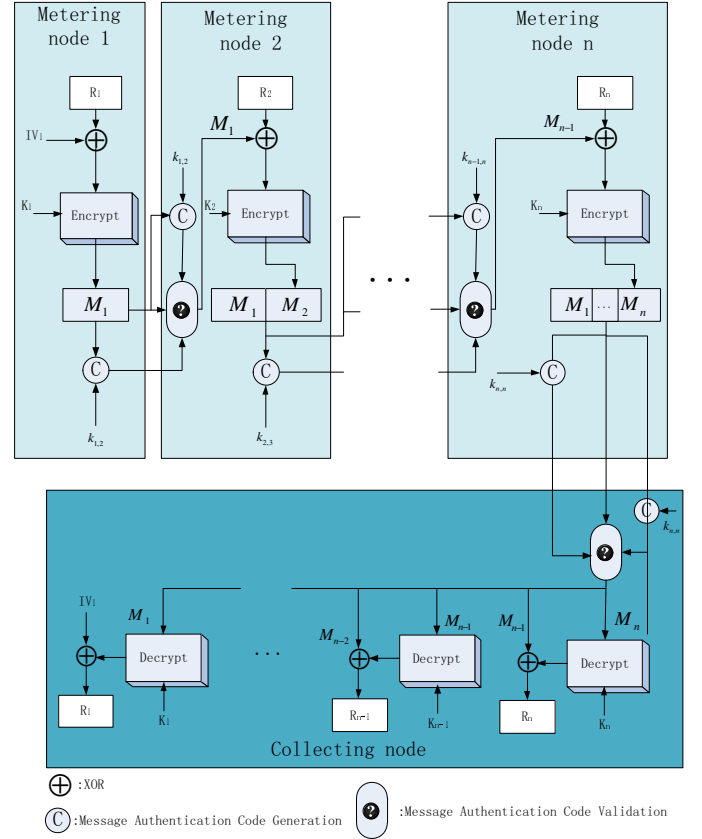 Metering node 1
Metering node 2
Metering node n
R1
R2
Rn
IV1
M1
Mn-1
k1,2
kn-1,n
K1
Encrypt
C
K2
Encrypt
C
Kn
Encrypt
...
M1
?
M1 M2
?
M1 ... Mn
C
C
kn,n
C
k1,2
k2,3
C
kn,n
?
IV1
M1
Mn-2
Mn-1
Mn-1
Mn
Decrypt
...
Decrypt
Decrypt
R1
K1
Rn-1
Kn-1
Rn
Kn
Collecting node
:XOR
C :Message Authentication Code Generation
? :Message Authentication Code Validation